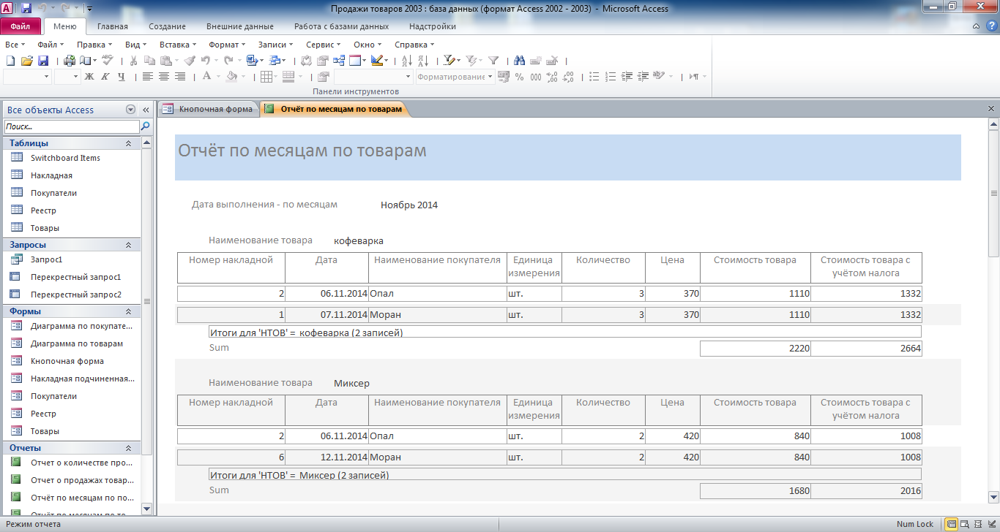 Продажи товаров 2003 : база данных (формат Access 2002 - 2003) - Microsoft Access
Файл Меню Главная Создание Внешние данные Работа с базами данных Надстройки
Все Файл Правка Вид Вставка Формат Записи Сервис Окно Справка
Ж К Ч А Форматирование % 000
Панели инструментов
Все объекты Access
Поиск...
Таблицы
Switchboard Items
Накладная
Покупатели
Реестр
Товары
Запросы
Запрос1
Перекрестный запрос1
Перекрестный запрос2
Формы
Диаграмма по покупате...
Диаграмма по товарам
Кнопочная форма
Накладная подчиненная...
Покупатели
Реестр
Товары
Отчеты
Отчет о количестве про...
Отчет о продажах товар...
Отчёт по месяцам по по...
Отчёт по месяцам по то...
Кнопочная форма Отчёт по месяцам по товарам
Отчёт по месяцам по товарам
Дата выполнения - по месяцам Ноябрь 2014
Наименование товара кофеварка
Номер накладной Дата Наименование покупателя Единица измерения Количество Цена Стоимость товара Стоимость товара с учётом налога
2 06.11.2014 Опал шт. 3 370 1110 1332
1 07.11.2014 Моран шт. 3 370 1110 1332
Итоги для 'НТОВ' = кофеварка (2 записей)
Sum 2220 2664
Наименование товара Миксер
Номер накладной Дата Наименование покупателя Единица измерения Количество Цена Стоимость товара Стоимость товара с учётом налога
2 06.11.2014 Опал шт. 2 420 840 1008
6 12.11.2014 Моран шт. 2 420 840 1008
Итоги для 'НТОВ' = Миксер (2 записей)
Sum 1680 2016
Режим отчета Num Lock